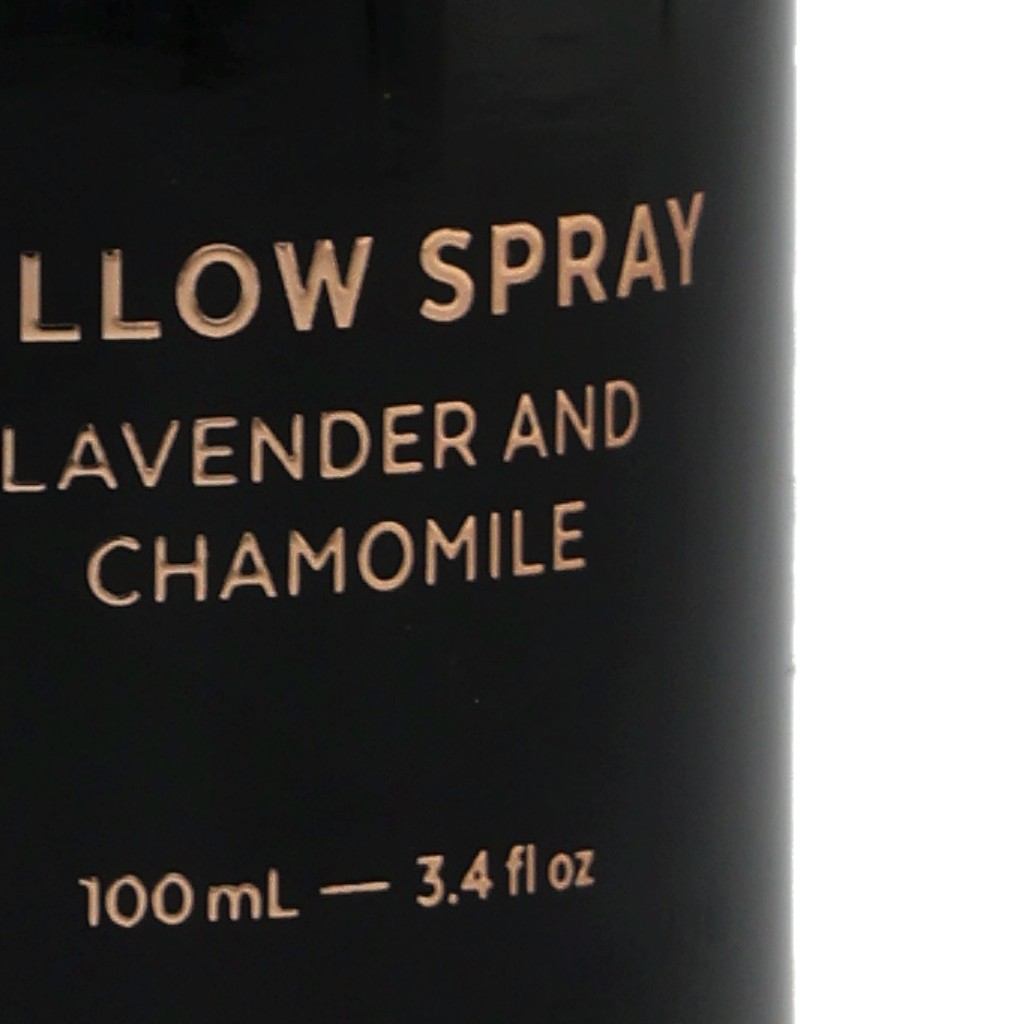 LLOW SPRAY
LAVENDER AND
CHAMOMILE
100 mL — 3.4 fl oz